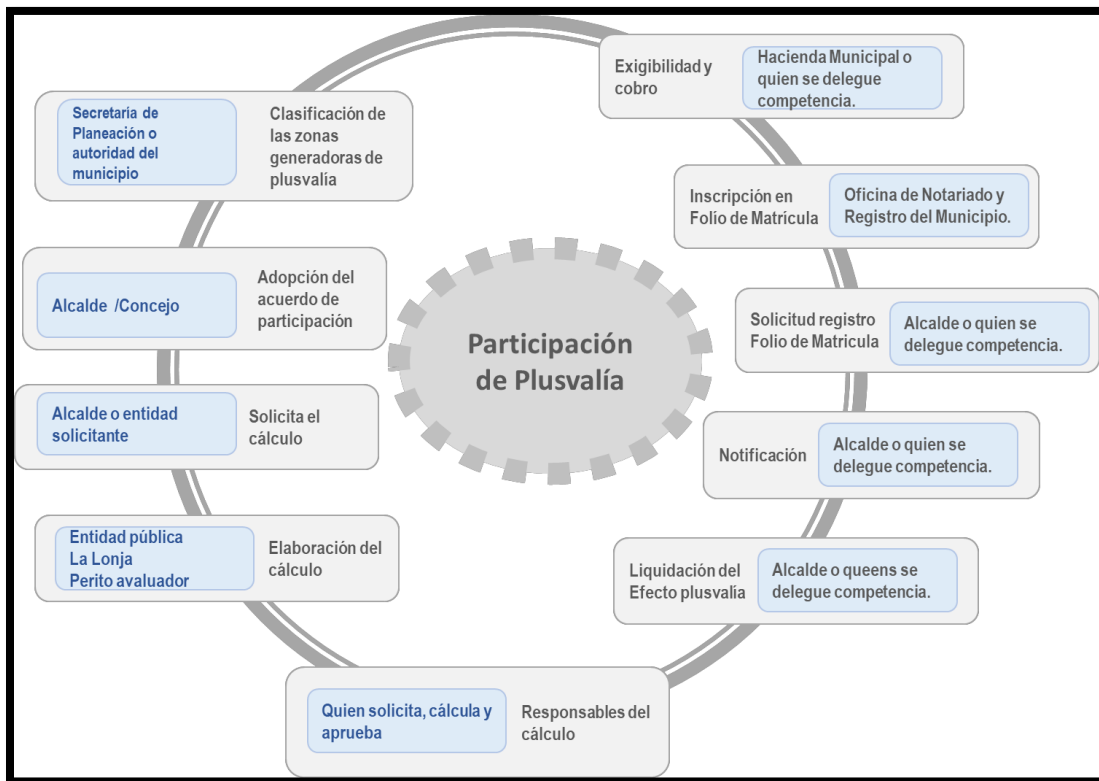 Exigibilidad y
cobro
Hacienda Municipal o
quien se delegue
competencia.
Secretaría de
Planeación o
autoridad del
municipio
Clasificación de
las zonas
generadoras de
plusvalía
Inscripción en
Folio de Matrícula
Oficina de Notariado y
Registro del Municipio.
Alcalde /Concejo
Adopción del
acuerdo de
participación
Solicitud registro
Folio de Matricula
Alcalde o quien se
delegue competencia.
Participación
de Plusvalía
Alcalde o entidad
solicitante
Solicita el
cálculo
Notificación
Alcalde o quien se
delegue competencia.
Entidad pública
La Lonja
Perito avaluador
Elaboración del
cálculo
Liquidación del
Efecto plusvalía
Alcalde o queens se
delegue competencia.
Quien solicita, cálcula y
aprueba
Responsables del
cálculo